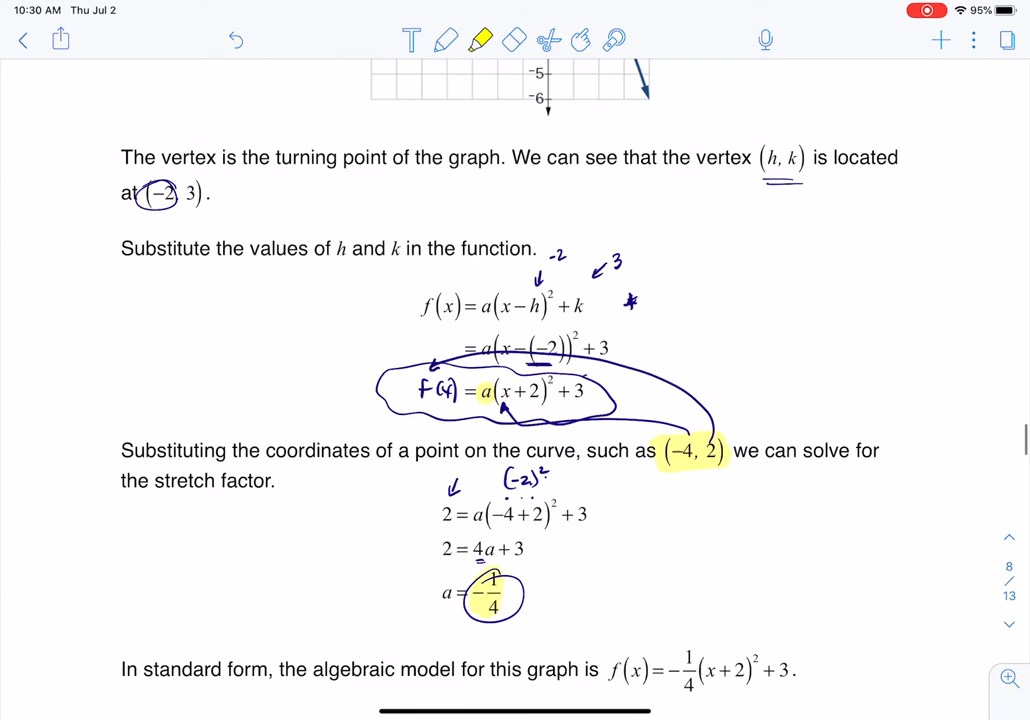 10:30 AM Thu Jul 2 95%
T
-5
-6
The vertex is the turning point of the graph. We can see that the vertex (h, k) is located
at (−2, 3).
Substitute the values of h and k in the function.
-2
3
f(x) = a(x − h)² + k *
= a(x − (−2))² + 3
f(x) = a(x + 2)² + 3
Substituting the coordinates of a point on the curve, such as (−4, 2) we can solve for
the stretch factor.
(-2)²
2 = a(−4 + 2)² + 3
2 = 4a + 3
a = −1/4
8
/
13
In standard form, the algebraic model for this graph is f(x) = −1/4(x + 2)² + 3.